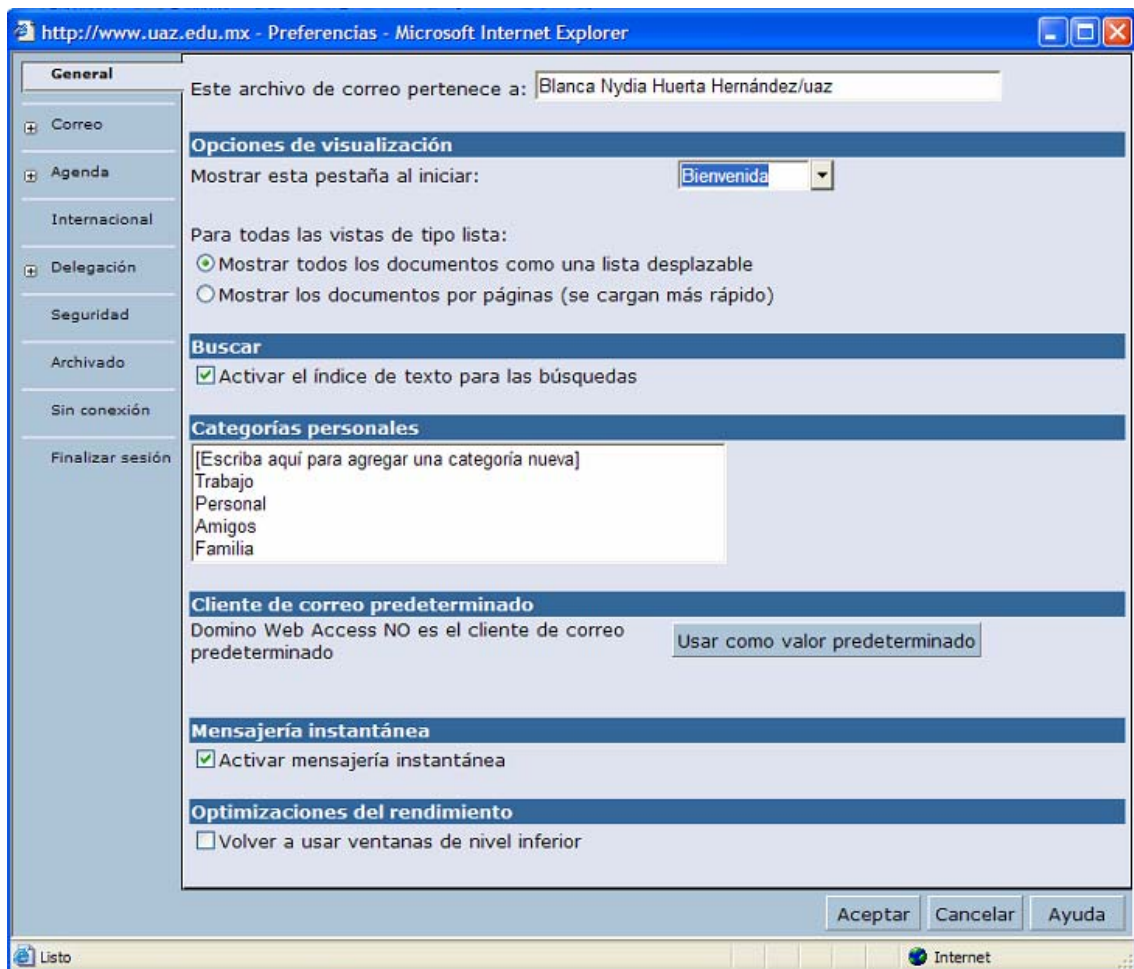 http://www.uaz.edu.mx - Preferencias - Microsoft Internet Explorer
General
Correo
Agenda
Internacional
Delegación
Seguridad
Archivado
Sin conexión
Finalizar sesión
Este archivo de correo pertenece a: Blanca Nydia Huerta Hernández/uaz
Opciones de visualización
Mostrar esta pestaña al iniciar: Bienvenida
Para todas las vistas de tipo lista:
Mostrar todos los documentos como una lista desplazable
Mostrar los documentos por páginas (se cargan más rápido)
Buscar
Activar el índice de texto para las búsquedas
Categorías personales
[Escriba aquí para agregar una categoría nueva]
Trabajo
Personal
Amigos
Familia
Cliente de correo predeterminado
Domino Web Access NO es el cliente de correo
predeterminado
Usar como valor predeterminado
Mensajería instantánea
Activar mensajería instantánea
Optimizaciones del rendimiento
Volver a usar ventanas de nivel inferior
Aceptar Cancelar Ayuda
Listo Internet